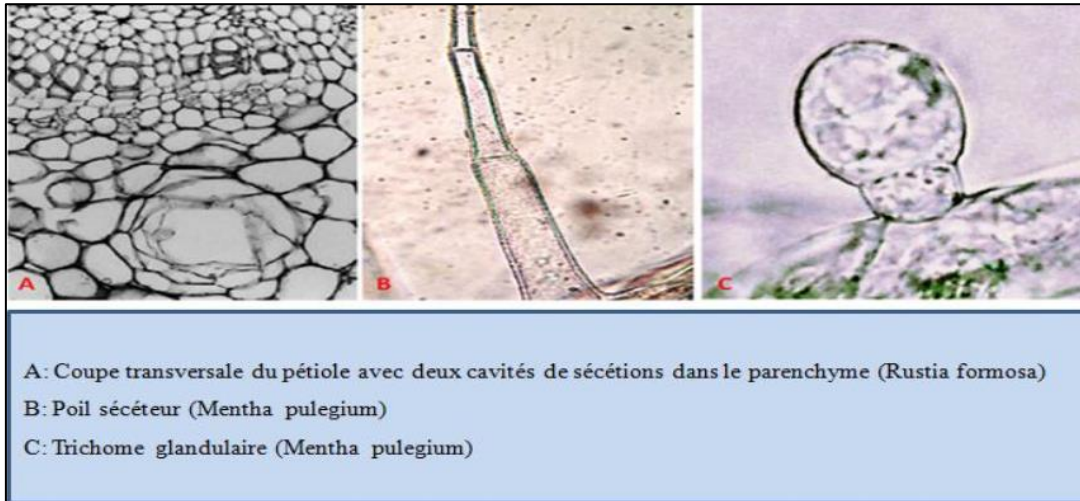 A
B
C
A: Coupe transversale du pétiole avec deux cavités de sécétions dans le parenchyme (Rustia formosa)
B: Poil sécéteur (Mentha pulegium)
C: Trichome glandulaire (Mentha pulegium)